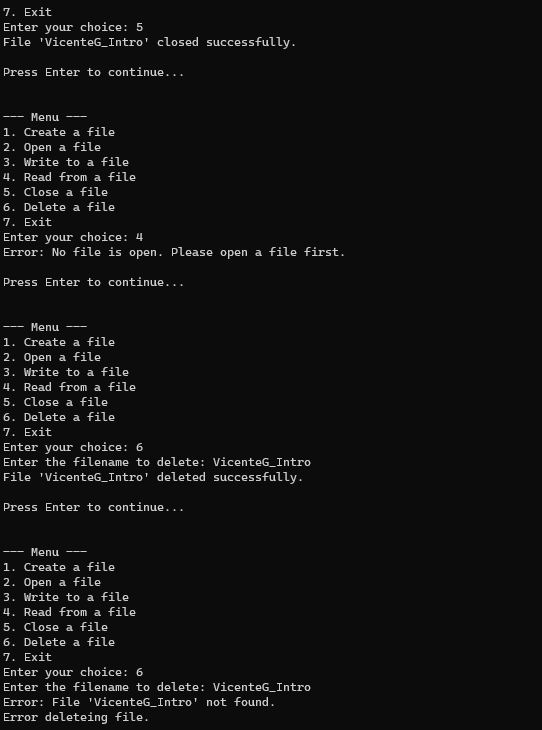 7. Exit
Enter your choice: 5
File 'VicenteG_Intro' closed successfully.
Press Enter to continue...
--- Menu ---
1. Create a file
2. Open a file
3. Write to a file
4. Read from a file
5. Close a file
6. Delete a file
7. Exit
Enter your choice: 4
Error: No file is open. Please open a file first.
Press Enter to continue...
--- Menu ---
1. Create a file
2. Open a file
3. Write to a file
4. Read from a file
5. Close a file
6. Delete a file
7. Exit
Enter your choice: 6
Enter the filename to delete: VicenteG_Intro
File 'VicenteG_Intro' deleted successfully.
Press Enter to continue...
--- Menu ---
1. Create a file
2. Open a file
3. Write to a file
4. Read from a file
5. Close a file
6. Delete a file
7. Exit
Enter your choice: 6
Enter the filename to delete: VicenteG_Intro
Error: File 'VicenteG_Intro' not found.
Error deleteing file.